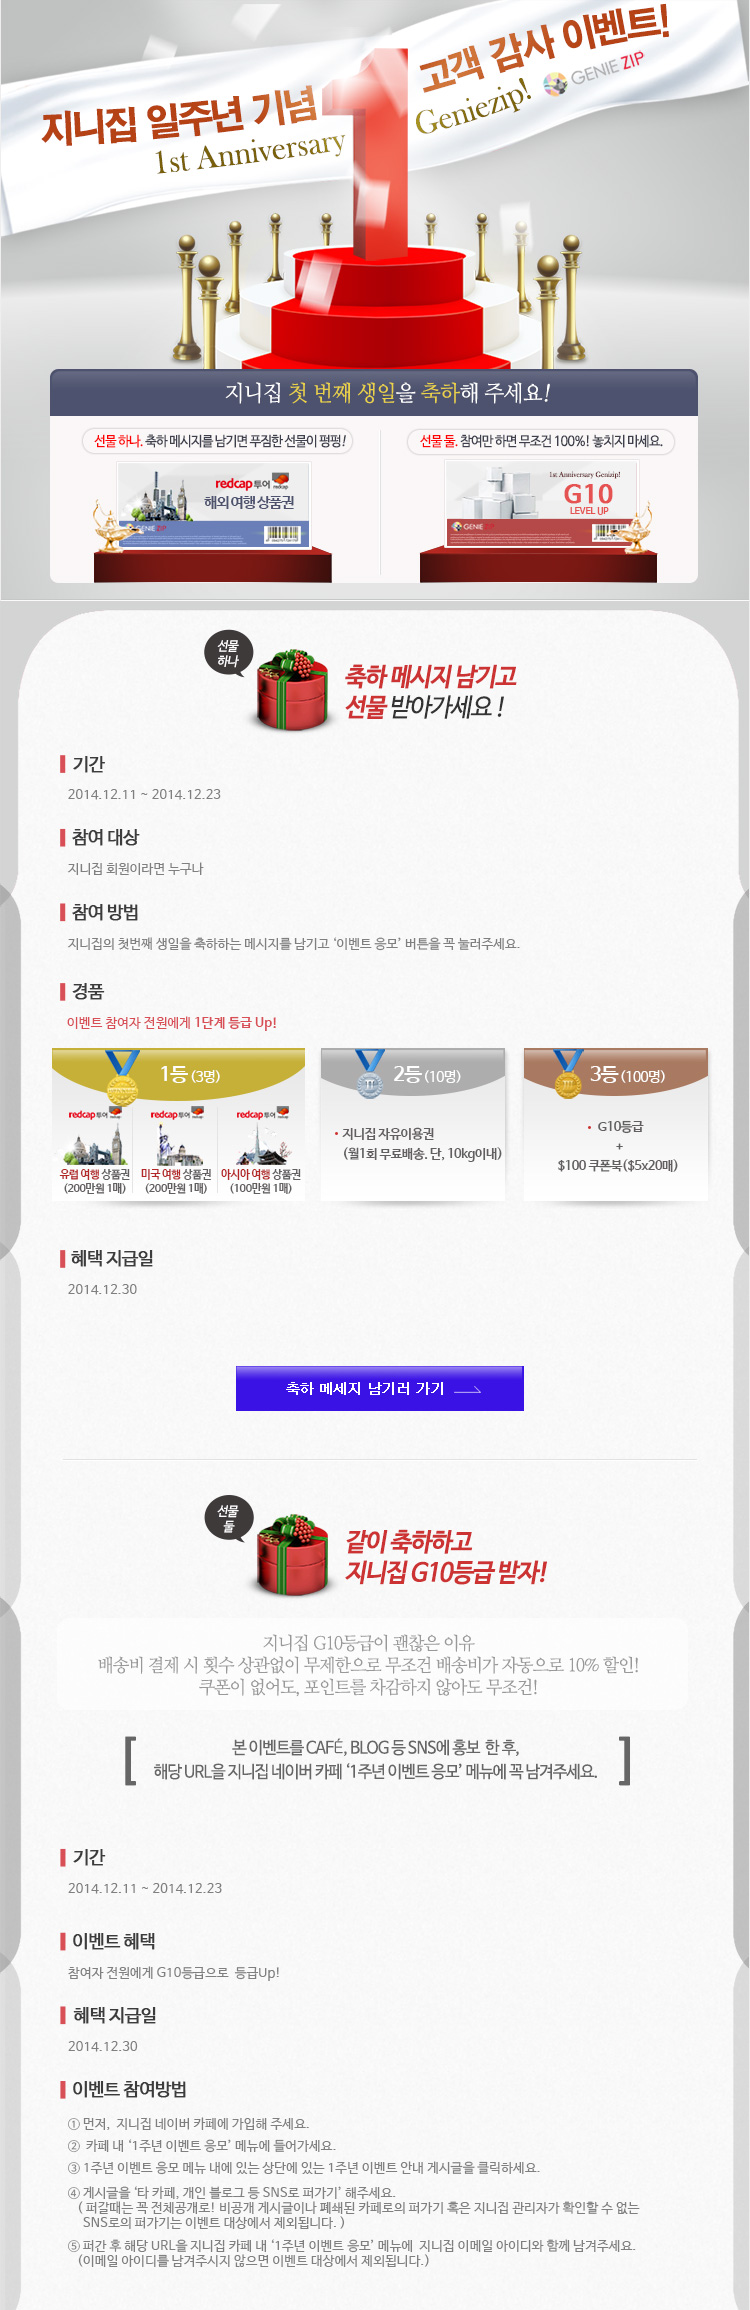 지니집 일주년 기념
1st Anniversary
고객 감사 이벤트!
Geniezip!
GENIE ZIP
1
지니집 첫 번째 생일을 축하해 주세요!
선물 하나. 축하 메시지를 남기면 푸짐한 선물이 펑펑!
redcap투어 redcap
해외 여행 상품권
GENIE ZIP
선물 둘. 참여만 하면 무조건 100%! 놓치지 마세요.
1st Anniversary Genizip!
G10
LEVEL UP
GENIE ZIP
선물
하나
축하 메시지 남기고
선물 받아가세요 !
기간
2014.12.11 ~ 2014.12.23
참여 대상
지니집 회원이라면 누구나
참여 방법
지니집의 첫번째 생일을 축하하는 메시지를 남기고 ‘이벤트 응모’ 버튼을 꼭 눌러주세요.
경품
이벤트 참여자 전원에게 1단계 등급 Up!
1등 (3명)
redcap투어 redcap
유럽 여행 상품권
(200만원 1매)
redcap투어 redcap
미국 여행 상품권
(200만원 1매)
redcap투어 redcap
아시아 여행 상품권
(100만원 1매)
2등 (10명)
• 지니집 자유이용권
(월1회 무료배송. 단, 10kg이내)
3등 (100명)
• G10등급
+
$100 쿠폰북($5x20매)
혜택 지급일
2014.12.30
축하 메세지 남기러 가기
선물
둘
같이 축하하고
지니집 G10등급 받자!
지니집 G10등급이 괜찮은 이유
배송비 결제 시 횟수 상관없이 무제한으로 무조건 배송비가 자동으로 10% 할인!
쿠폰이 없어도, 포인트를 차감하지 않아도 무조건!
[ 본 이벤트를 CAFÉ, BLOG 등 SNS에 홍보 한 후,
해당 URL을 지니집 네이버 카페 ‘1주년 이벤트 응모’ 메뉴에 꼭 남겨주세요. ]
기간
2014.12.11 ~ 2014.12.23
이벤트 혜택
참여자 전원에게 G10등급으로 등급Up!
혜택 지급일
2014.12.30
이벤트 참여방법
① 먼저, 지니집 네이버 카페에 가입해 주세요.
② 카페 내 ‘1주년 이벤트 응모’ 메뉴에 들어가세요.
③ 1주년 이벤트 응모 메뉴 내에 있는 상단에 있는 1주년 이벤트 안내 게시글을 클릭하세요.
④ 게시글을 ‘타 카페, 개인 블로그 등 SNS로 퍼가기’ 해주세요.
( 퍼갈때는 꼭 전체공개로! 비공개 게시글이나 폐쇄된 카페로의 퍼가기 혹은 지니집 관리자가 확인할 수 없는
SNS로의 퍼가기는 이벤트 대상에서 제외됩니다. )
⑤ 퍼간 후 해당 URL을 지니집 카페 내 ‘1주년 이벤트 응모’ 메뉴에 지니집 이메일 아이디와 함께 남겨주세요.
(이메일 아이디를 남겨주시지 않으면 이벤트 대상에서 제외됩니다.)